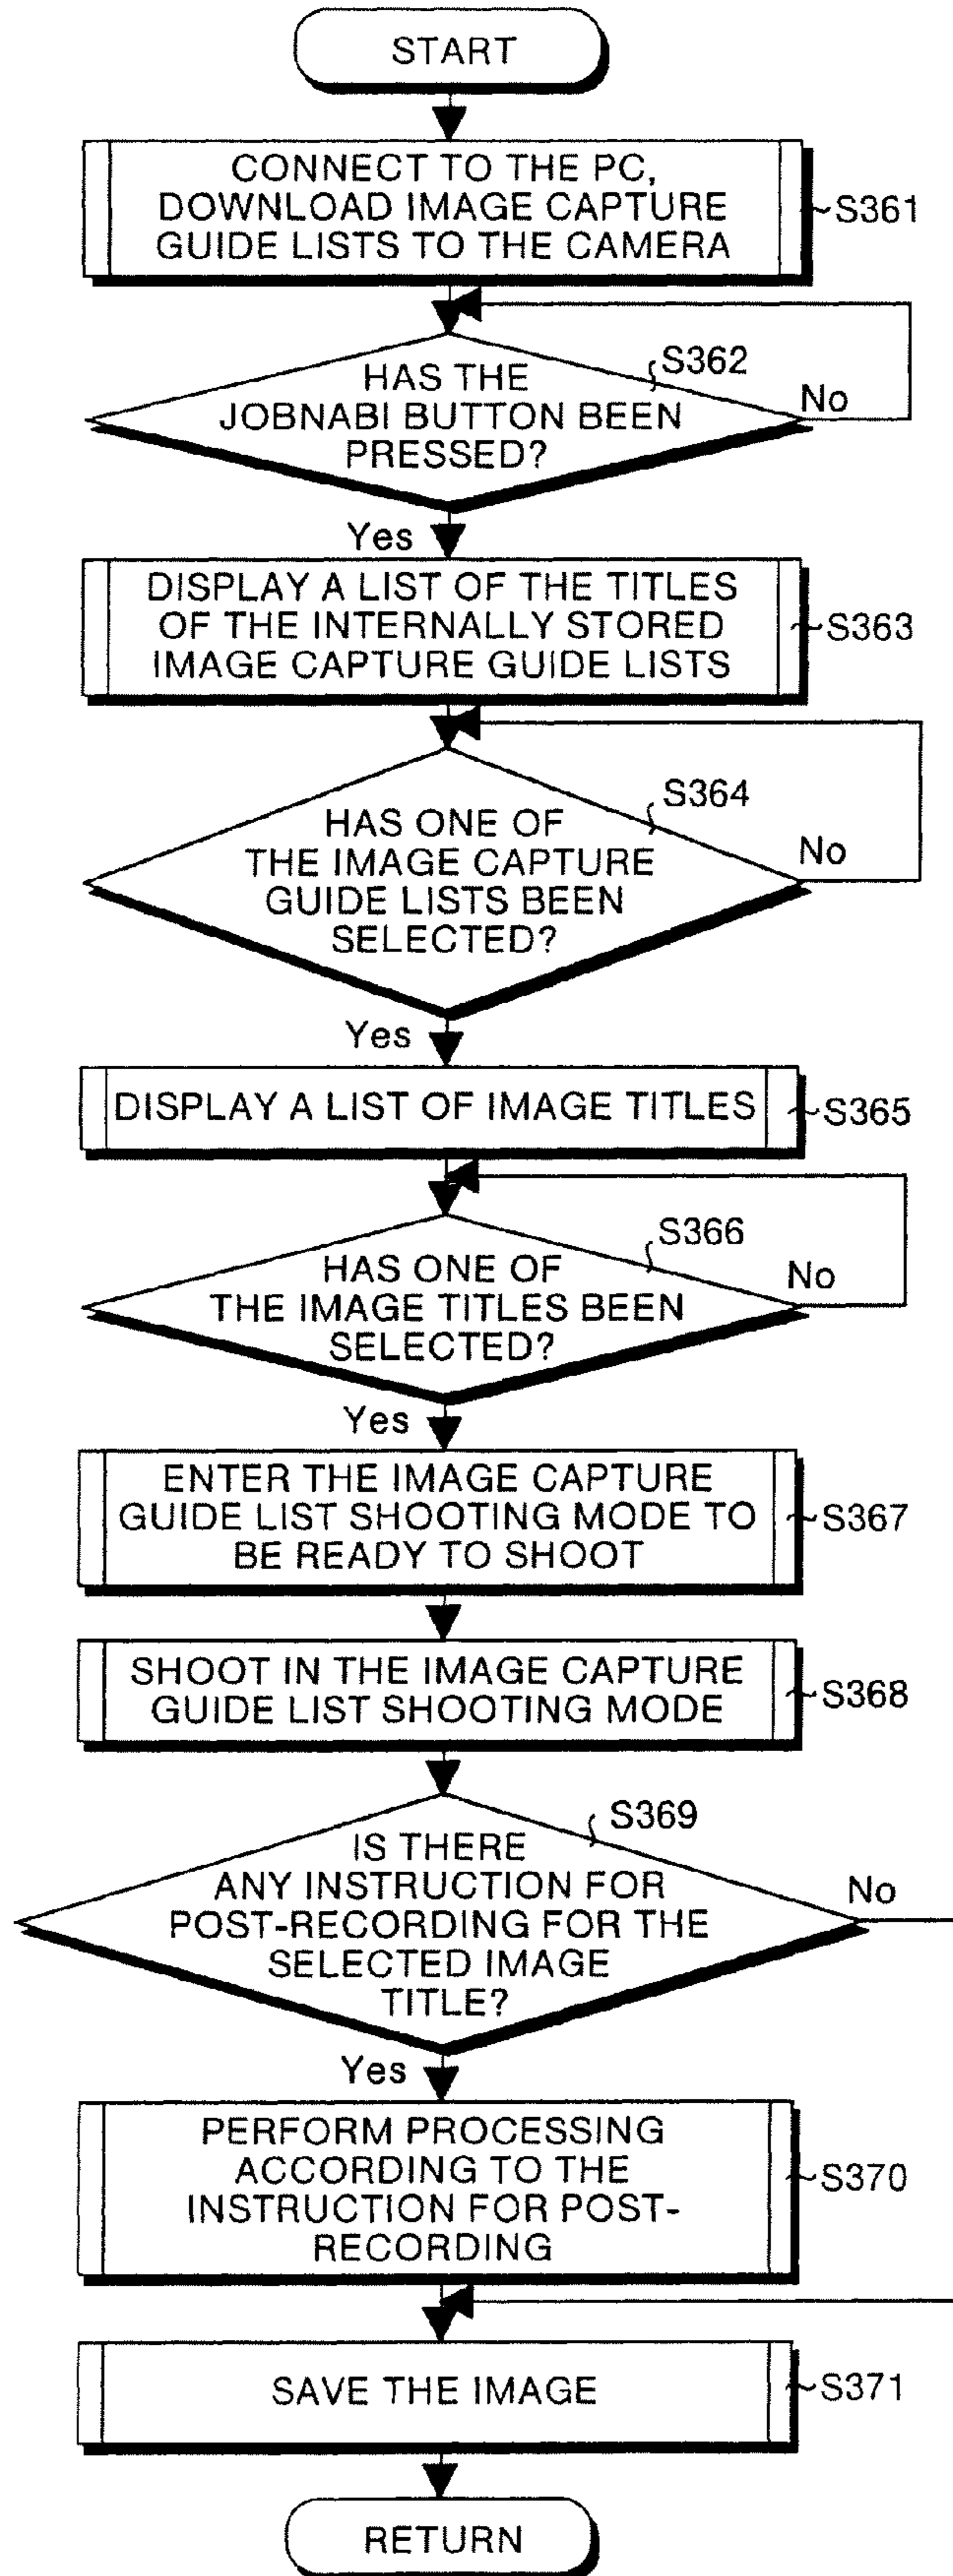 START
CONNECT TO THE PC,
DOWNLOAD IMAGE CAPTURE
GUIDE LISTS TO THE CAMERA
S361
S362
HAS THE
JOBNABI BUTTON BEEN
PRESSED?
No
Yes
DISPLAY A LIST OF THE TITLES
OF THE INTERNALLY STORED
IMAGE CAPTURE GUIDE LISTS
S363
S364
HAS ONE OF
THE IMAGE CAPTURE
GUIDE LISTS BEEN
SELECTED?
No
Yes
DISPLAY A LIST OF IMAGE TITLES
S365
S366
HAS ONE OF
THE IMAGE TITLES BEEN
SELECTED?
No
Yes
ENTER THE IMAGE CAPTURE
GUIDE LIST SHOOTING MODE TO
BE READY TO SHOOT
S367
SHOOT IN THE IMAGE CAPTURE
GUIDE LIST SHOOTING MODE
S368
S369
IS THERE
ANY INSTRUCTION FOR
POST-RECORDING FOR THE
SELECTED IMAGE
TITLE?
No
Yes
PERFORM PROCESSING
ACCORDING TO THE
INSTRUCTION FOR POST-
RECORDING
S370
SAVE THE IMAGE
S371
RETURN